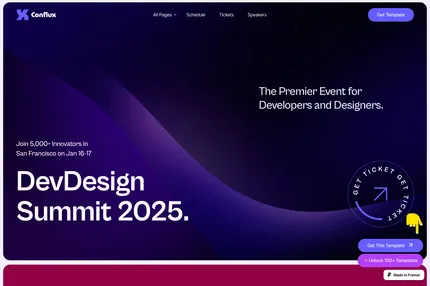 Conflux
All Pages
Schedule
Tickets
Speakers
Get Template
The Premier Event for
Developers and Designers.
Join 5,000+ Innovators in
San Francisco on Jan 16-17
DevDesign
Summit 2025.
GET TICKET GET TICKET
Get This Template
Unlock 100+ Templates
Made in Framer